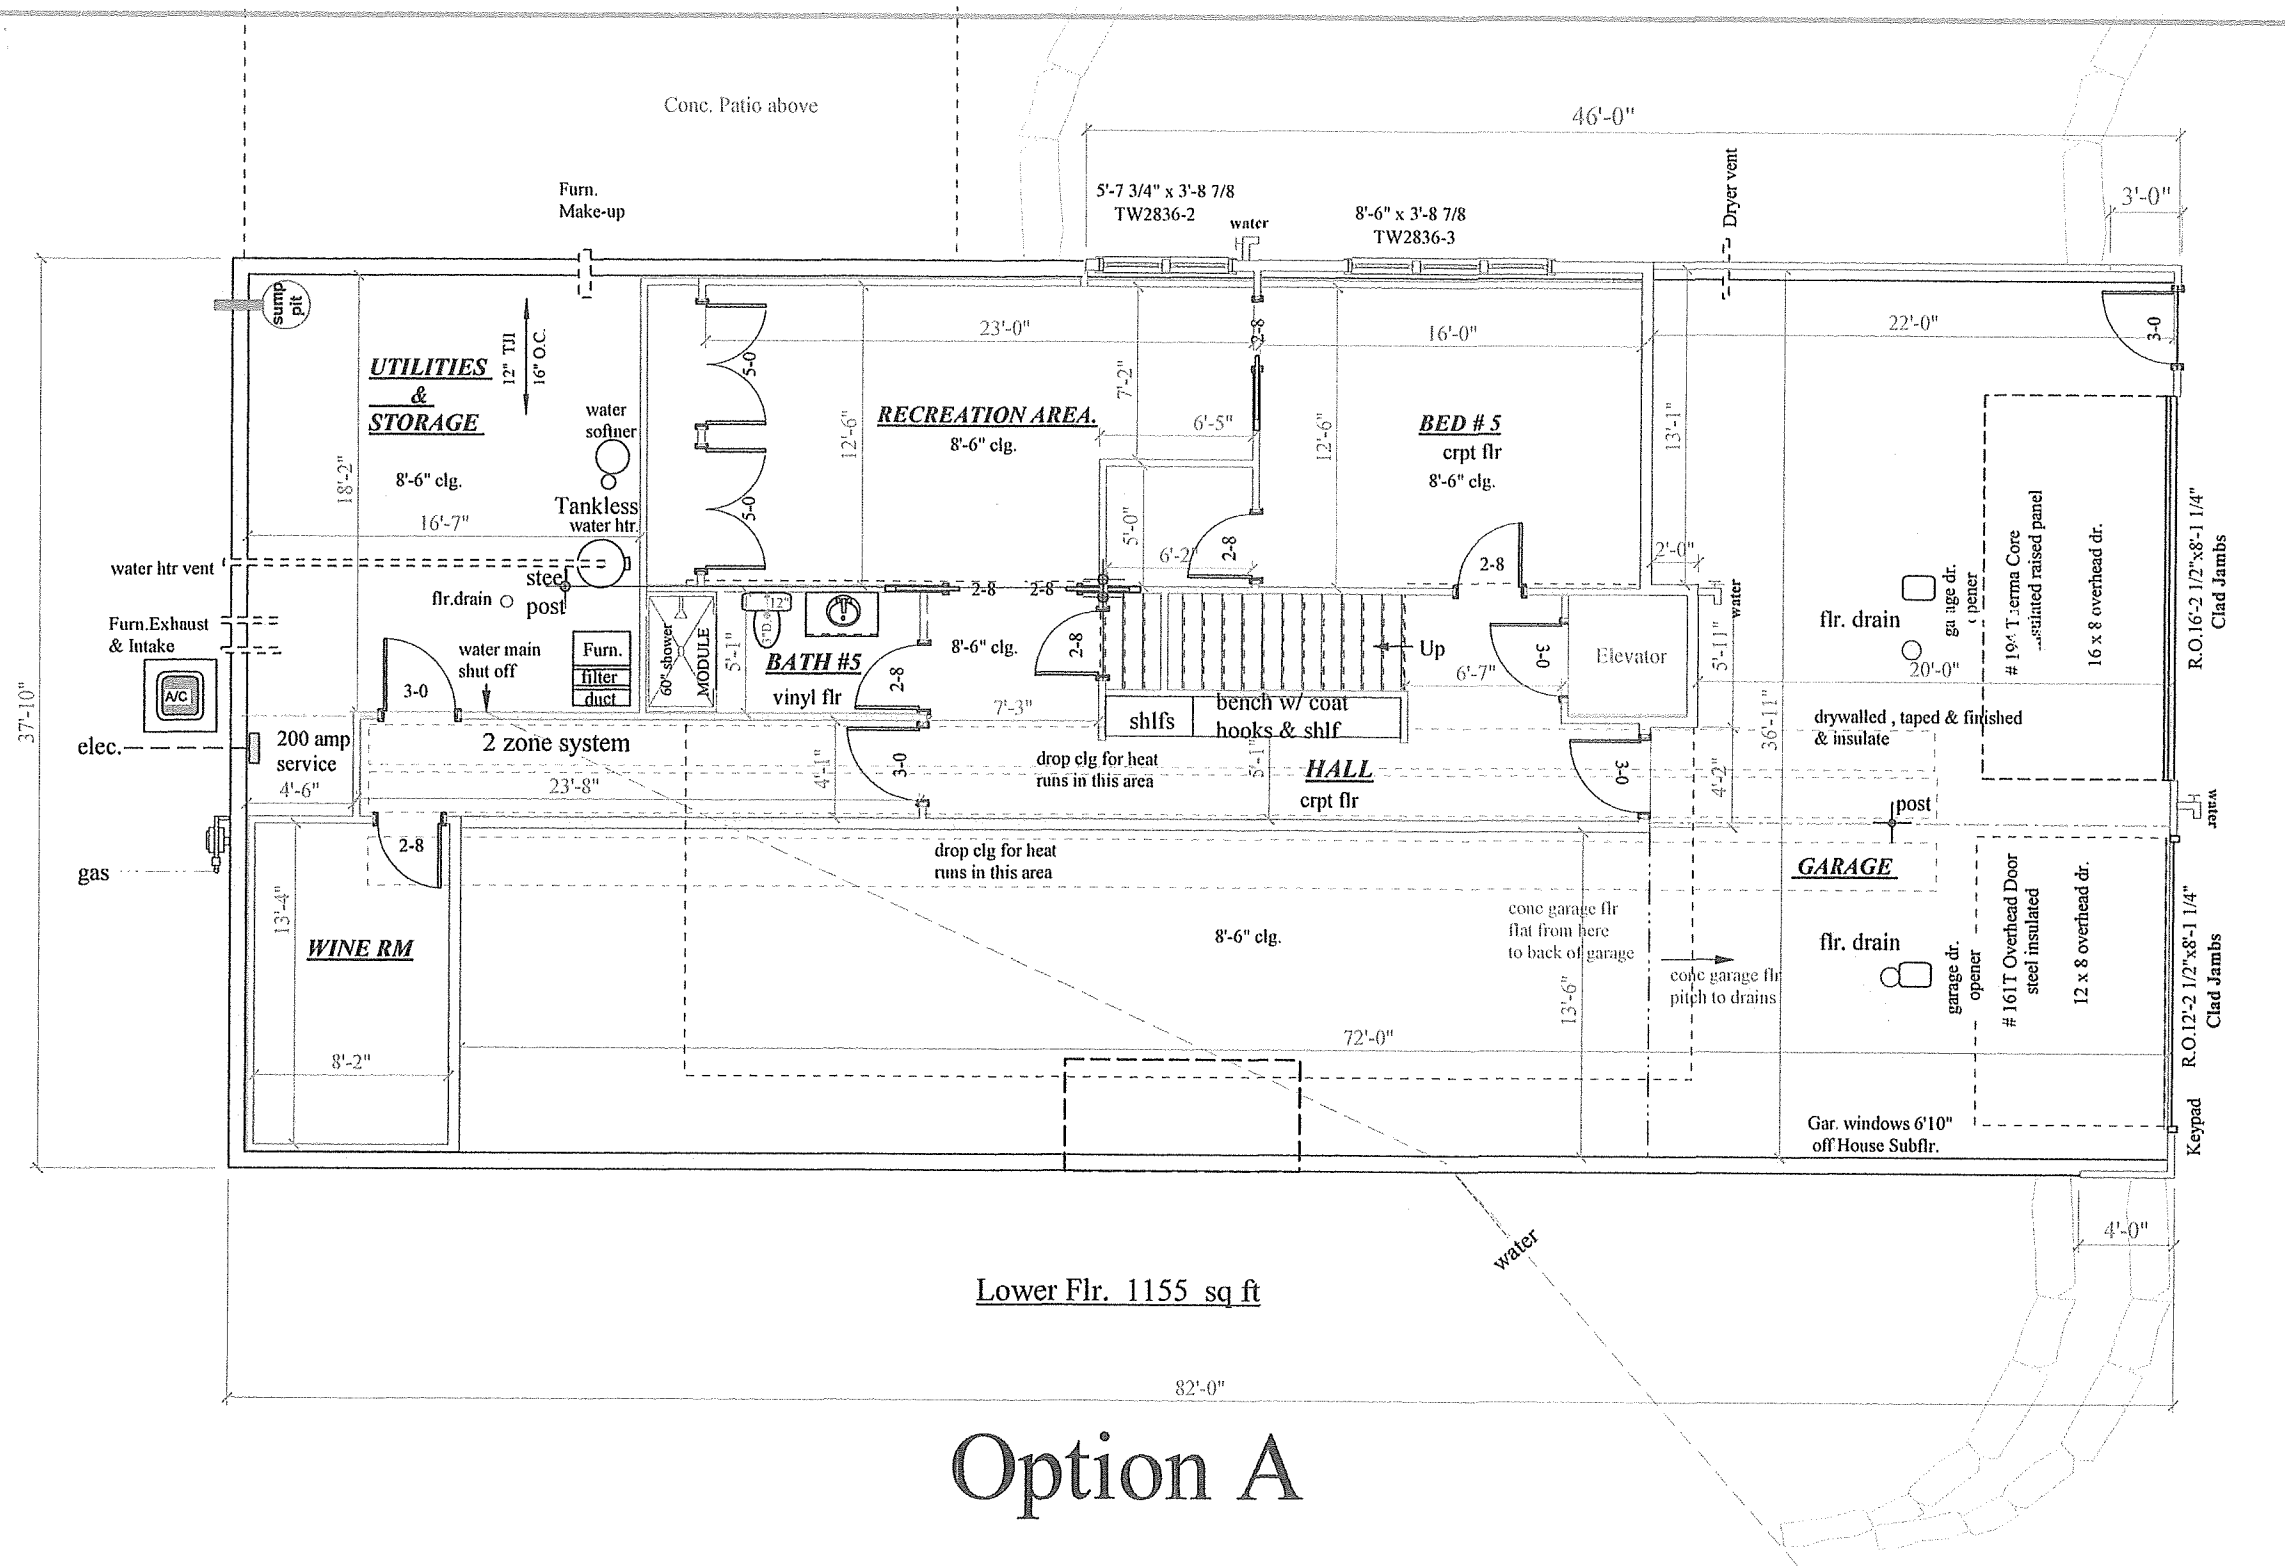 Conc. Patio above
46'-0"
Furn.
Make-up
5'-7 3/4" x 3'-8 7/8
TW2836-2
water
8'-6" x 3'-8 7/8
TW2836-3
Dryer vent
3'-0"
sump
pit
UTILITIES
&
STORAGE
12" TJI
16" O.C.
8'-6" clg.
18'-2"
16'-7"
water
softner
Tankless
water htr.
steel
post
flr.drain
water htr vent
Furn.Exhaust
& Intake
A/C
water main
shut off
3-0
Furn.
filter
duct
elec.
200 amp
service
4'-6"
gas
37'-10"
2 zone system
23'-8"
4'-1"
3-0
23'-0"
5-0
5-0
12'-6"
RECREATION AREA.
8'-6" clg.
7'-2"
6'-5"
2-8
5'-0"
6'-2"
2-8
16'-0"
12'-6"
BED # 5
crpt flr
8'-6" clg.
2-8
13'-1"
2'-0"
22'-0"
3-0
60" shower
MODULE
5'-1"
12"
BATH #5
vinyl flr
2-8
2-8
2-8
8'-6" clg.
2-8
7'-3"
Up
6'-7"
3-0
Elevator
5'-11"
water
shlfs
bench w/ coat
hooks & shlf
drop clg for heat
runs in this area
5'-1"
HALL
crpt flr
3-0
4'-2"
36'-11"
20'-0"
flr. drain
opener
insulated raised panel
16 x 8 overhead dr.
R.O.16'-2 1/2"x8'-1 1/4"
Clad Jambs
drywalled , taped & finished
& insulate
post
water
GARAGE
2-8
13'-4"
WINE RM
8'-2"
drop clg for heat
runs in this area
8'-6" clg.
conc garage flr
flat from here
to back of garage
conc garage flr
pitch to drains
13'-6"
72'-0"
flr. drain
garage dr.
opener
# 161T Overhead Door
steel insulated
12 x 8 overhead dr.
R.O.12'-2 1/2"x8'-1 1/4"
Clad Jambs
Keypad
Gar. windows 6'10"
off House Subflr.
4'-0"
water
Lower Flr. 1155 sq ft
82'-0"
Option A